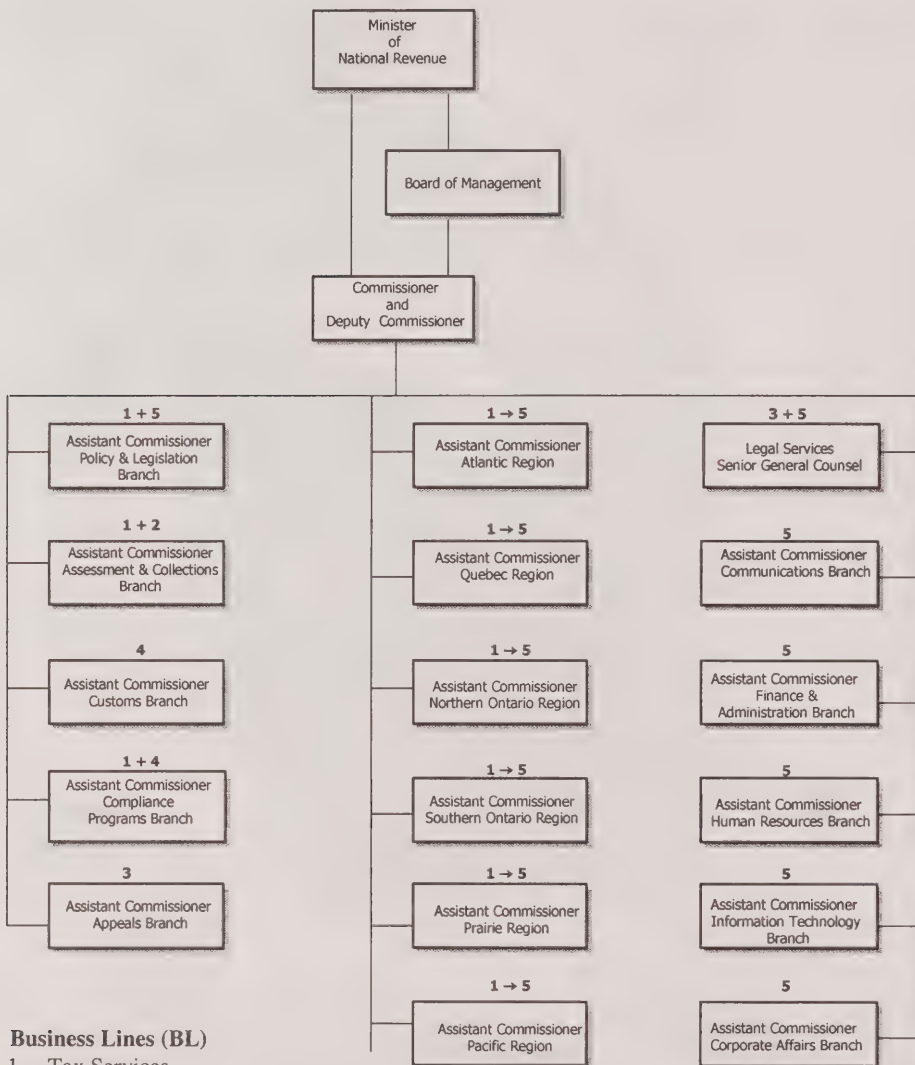 Minister
of
National Revenue
Board of Management
Commissioner
and
Deputy Commissioner
1 + 5
Assistant Commissioner
Policy & Legislation
Branch
1 + 2
Assistant Commissioner
Assessment & Collections
Branch
4
Assistant Commissioner
Customs Branch
1 + 4
Assistant Commissioner
Compliance
Programs Branch
3
Assistant Commissioner
Appeals Branch
1 → 5
Assistant Commissioner
Atlantic Region
1 → 5
Assistant Commissioner
Quebec Region
1 → 5
Assistant Commissioner
Northern Ontario Region
1 → 5
Assistant Commissioner
Southern Ontario Region
1 → 5
Assistant Commissioner
Prairie Region
1 → 5
Assistant Commissioner
Pacific Region
3 + 5
Legal Services
Senior General Counsel
5
Assistant Commissioner
Communications Branch
5
Assistant Commissioner
Finance &
Administration Branch
5
Assistant Commissioner
Human Resources Branch
5
Assistant Commissioner
Information Technology
Branch
5
Assistant Commissioner
Corporate Affairs Branch
Business Lines (BL)
1 Tax Services